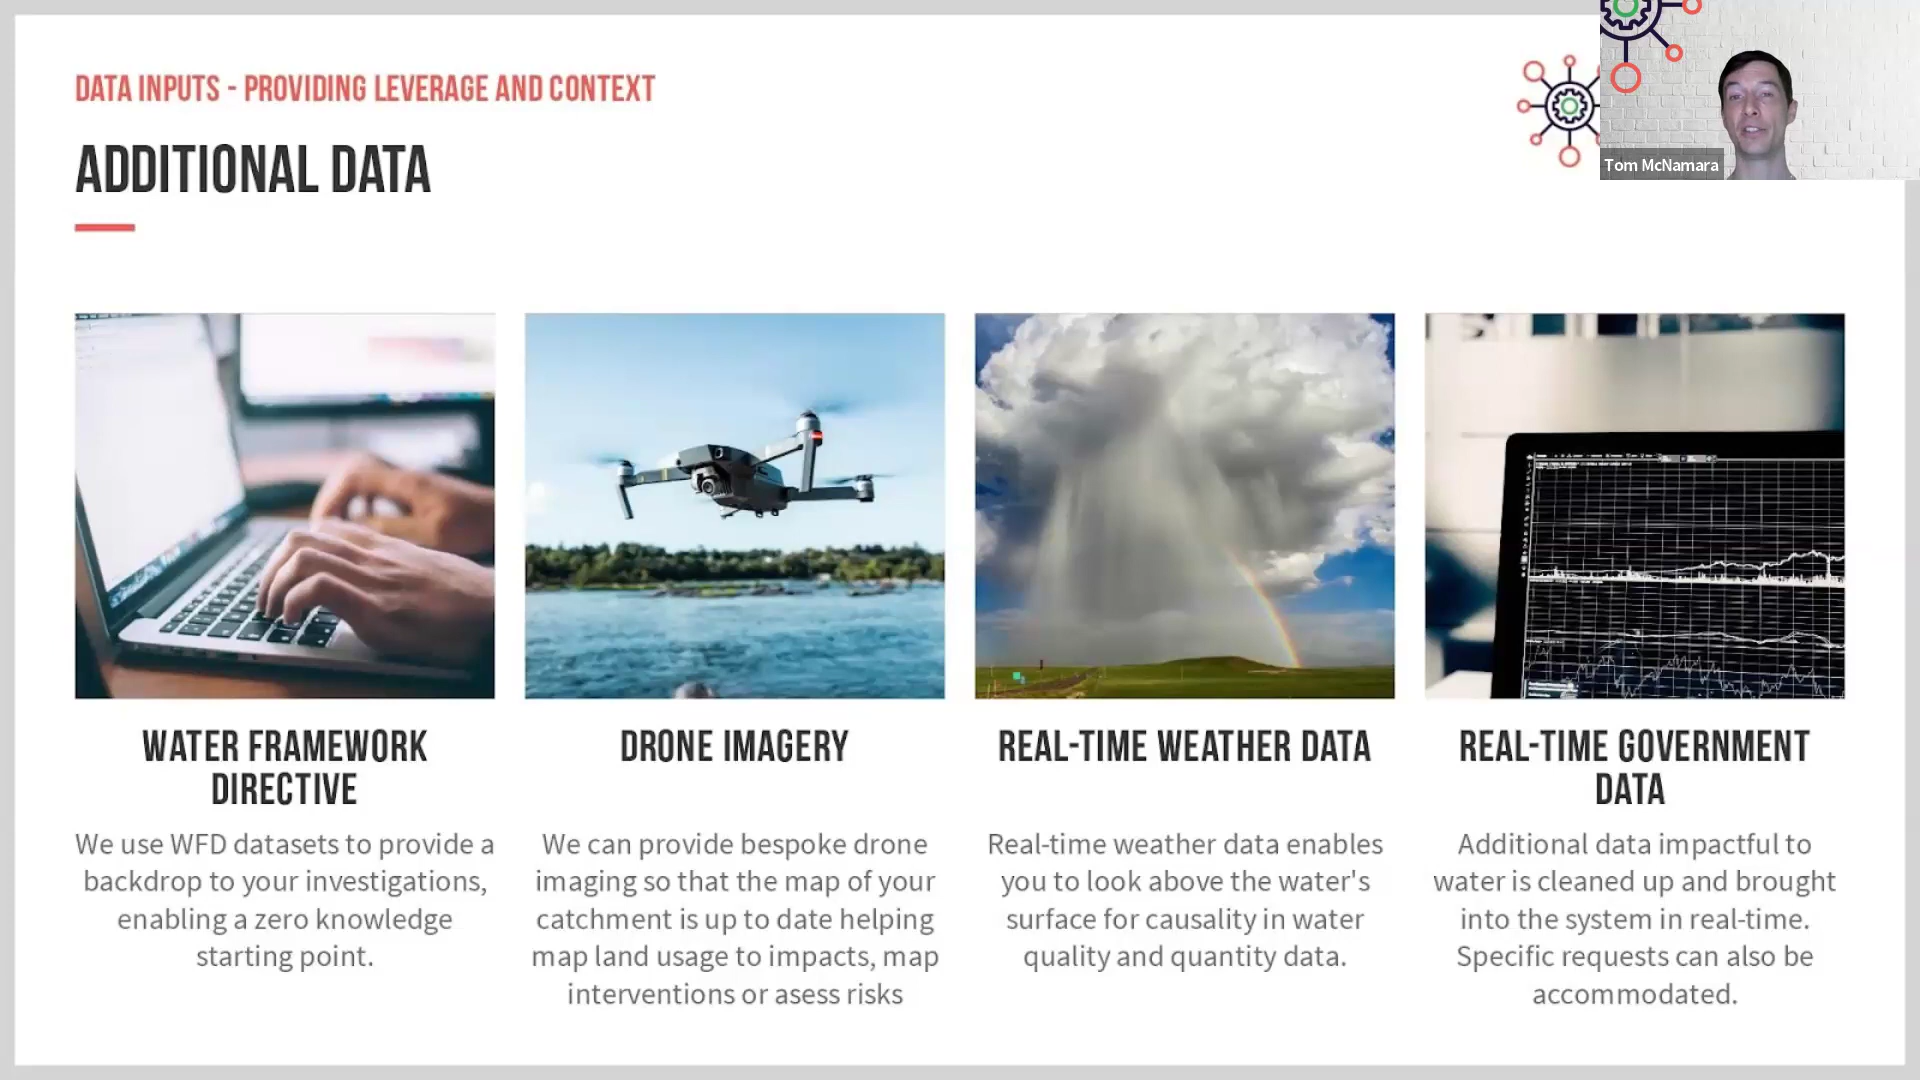 DATA INPUTS - PROVIDING LEVERAGE AND CONTEXT
ADDITIONAL DATA
Tom McNamara
WATER FRAMEWORK
DIRECTIVE
We use WFD datasets to provide a
backdrop to your investigations,
enabling a zero knowledge
starting point.
DRONE IMAGERY
We can provide bespoke drone
imaging so that the map of your
catchment is up to date helping
map land usage to impacts, map
interventions or asess risks
REAL-TIME WEATHER DATA
Real-time weather data enables
you to look above the water's
surface for causality in water
quality and quantity data.
REAL-TIME GOVERNMENT
DATA
Additional data impactful to
water is cleaned up and brought
into the system in real-time.
Specific requests can also be
accommodated.